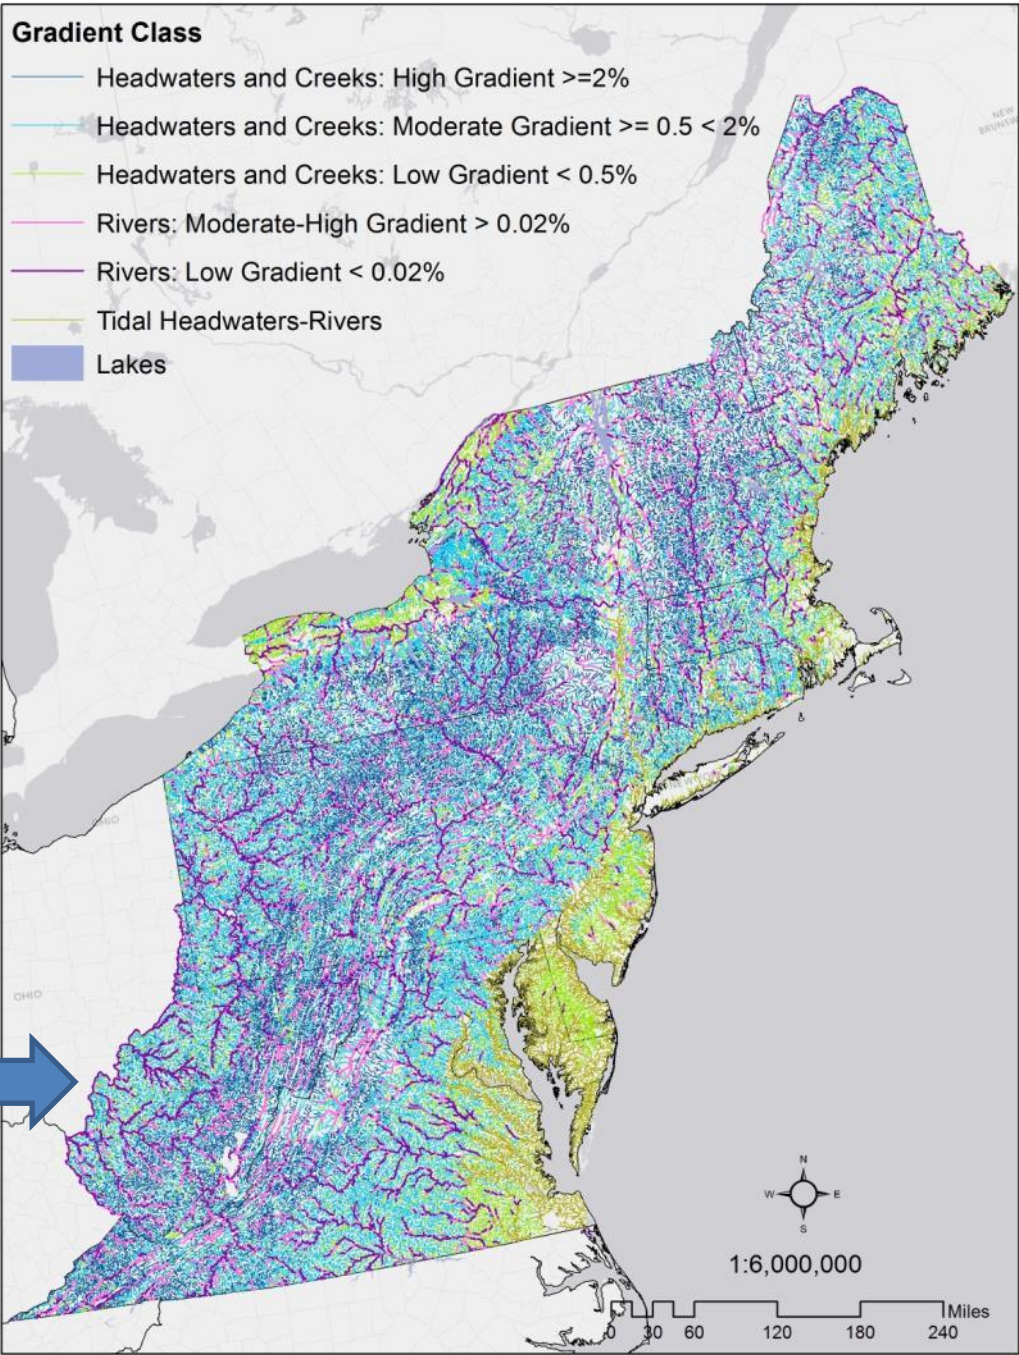 Gradient Class
Headwaters and Creeks: High Gradient >=2%
Headwaters and Creeks: Moderate Gradient >= 0.5 < 2%
Headwaters and Creeks: Low Gradient < 0.5%
Rivers: Moderate-High Gradient > 0.02%
Rivers: Low Gradient < 0.02%
Tidal Headwaters-Rivers
Lakes
NEW
OHIO
OHIO
N
W E
S
1:6,000,000
Miles
0 30 60 120 180 240